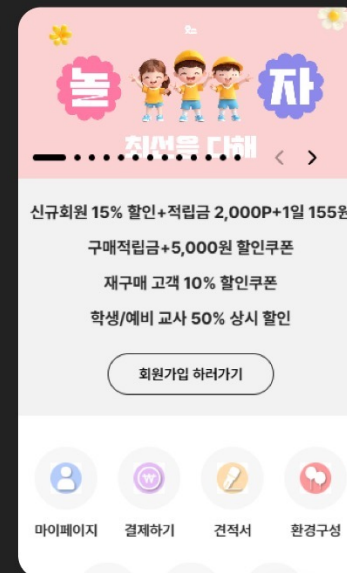 놀 자
최선을 다해
신규회원 15% 할인+적립금 2,000P+1일 155원
구매적립금+5,000원 할인쿠폰
재구매 고객 10% 할인쿠폰
학생/예비 교사 50% 상시 할인
회원가입 하러가기
마이페이지 결제하기 견적서 환경구성